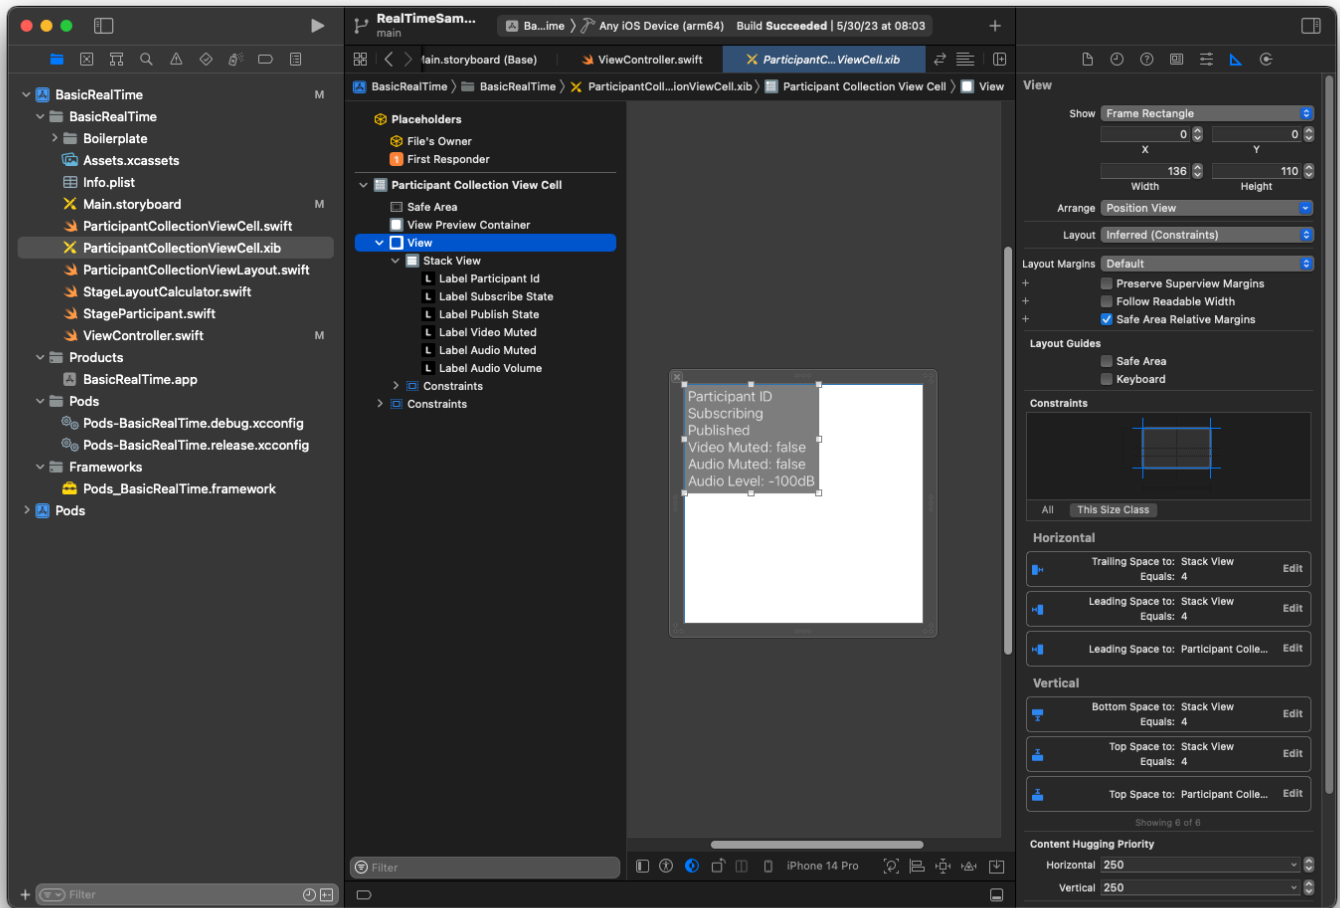 RealTimeSam...
main
Ba...ime
Any iOS Device (arm64)
Build Succeeded | 5/30/23 at 08:03
BasicRealTime
M
BasicRealTime
Boilerplate
Assets.xcassets
Info.plist
Main.storyboard
M
ParticipantCollectionViewCell.swift
ParticipantCollectionViewCell.xib
ParticipantCollectionViewLayout.swift
StageLayoutCalculator.swift
StageParticipant.swift
ViewController.swift
M
Products
BasicRealTime.app
Pods
Pods-BasicRealTime.debug.xcconfig
Pods-BasicRealTime.release.xcconfig
Frameworks
Pods_BasicRealTime.framework
Pods
Filter
Main.storyboard (Base)
ViewController.swift
ParticipantC...ViewCell.xib
BasicRealTime
BasicRealTime
ParticipantColl...ionViewCell.xib
Participant Collection View Cell
View
Placeholders
File's Owner
1
First Responder
Participant Collection View Cell
Safe Area
View Preview Container
View
Stack View
L Label Participant Id
L Label Subscribe State
L Label Publish State
L Label Video Muted
L Label Audio Muted
L Label Audio Volume
Constraints
Constraints
Filter
Participant ID
Subscribing
Published
Video Muted: false
Audio Muted: false
Audio Level: -100dB
iPhone 14 Pro
View
Show Frame Rectangle
0 0
X Y
136 110
Width Height
Arrange Position View
Layout Inferred (Constraints)
Layout Margins Default
Preserve Superview Margins
Follow Readable Width
Safe Area Relative Margins
Layout Guides
Safe Area
Keyboard
Constraints
All This Size Class
Horizontal
Trailing Space to: Stack View
Equals: 4
Edit
Leading Space to: Stack View
Equals: 4
Edit
Leading Space to: Participant Colle...
Edit
Vertical
Bottom Space to: Stack View
Equals: 4
Edit
Top Space to: Stack View
Equals: 4
Edit
Top Space to: Participant Colle...
Edit
Showing 6 of 6
Content Hugging Priority
Horizontal 250
Vertical 250